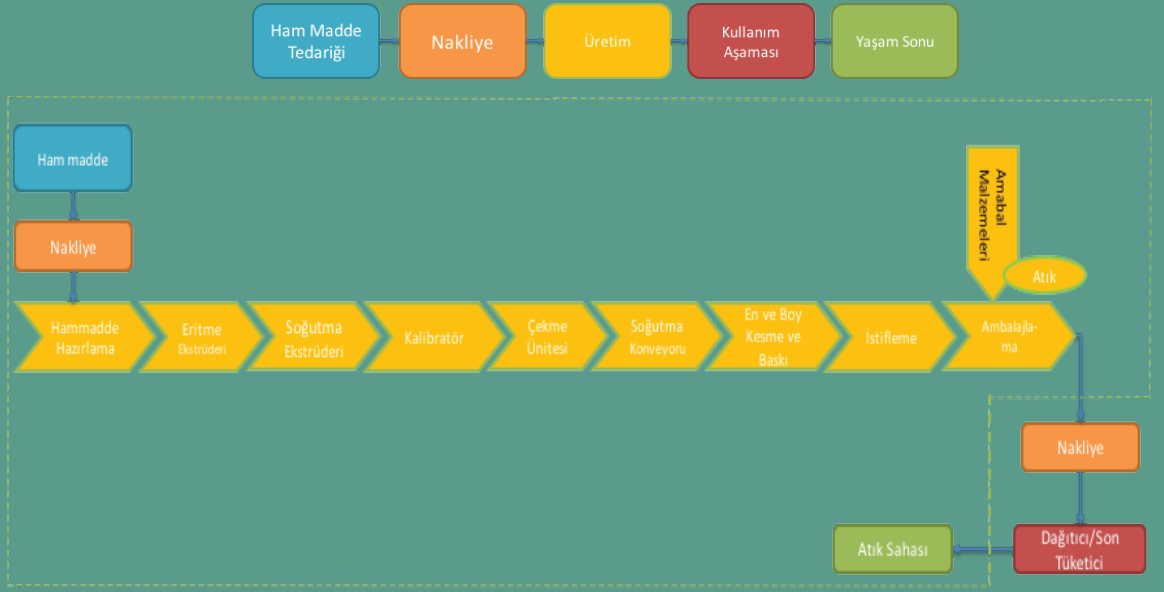 Ham Madde
Tedariği
Nakliye
Üretim
Kullanım
Aşaması
Yaşam Sonu
Ham madde
Nakliye
Amabal
Malzemeleri
Atık
Hammadde
Hazırlama
Eritme
Ekstrüderi
Soğutma
Ekstrüderi
Kalibratör
Çekme
Ünitesi
Soğutma
Konveyoru
En ve Boy
Kesme ve
Baskı
İstifleme
Ambalajla-
ma
Nakliye
Dağıtıcı/Son
Tüketici
Atık Sahası